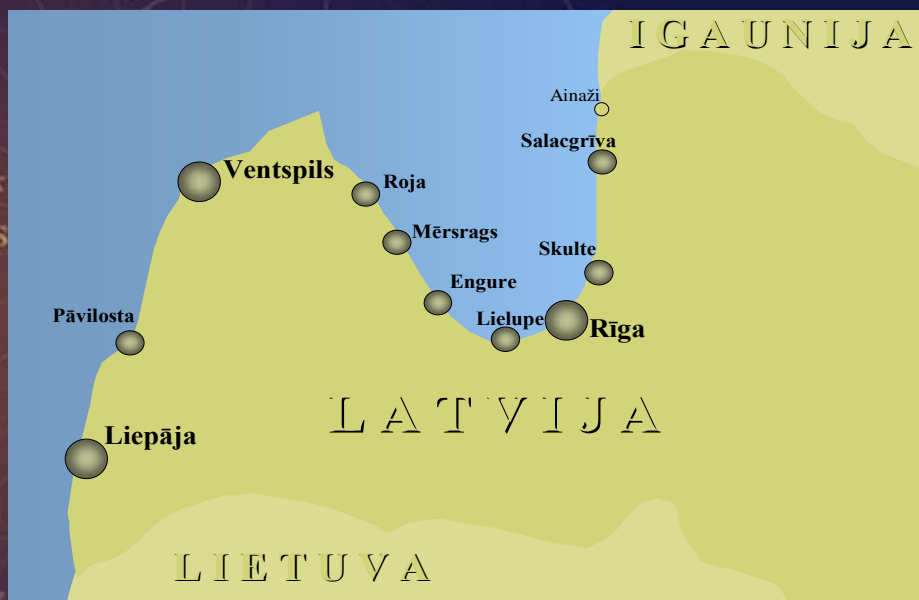 IGAUNIJA
Ainaži
Salacgrīva
Ventspils
Roja
Mērsrags
Skulte
Engure
Pāvilosta
Lielupe
Rīga
LATVIJA
Liepāja
LIETUVA